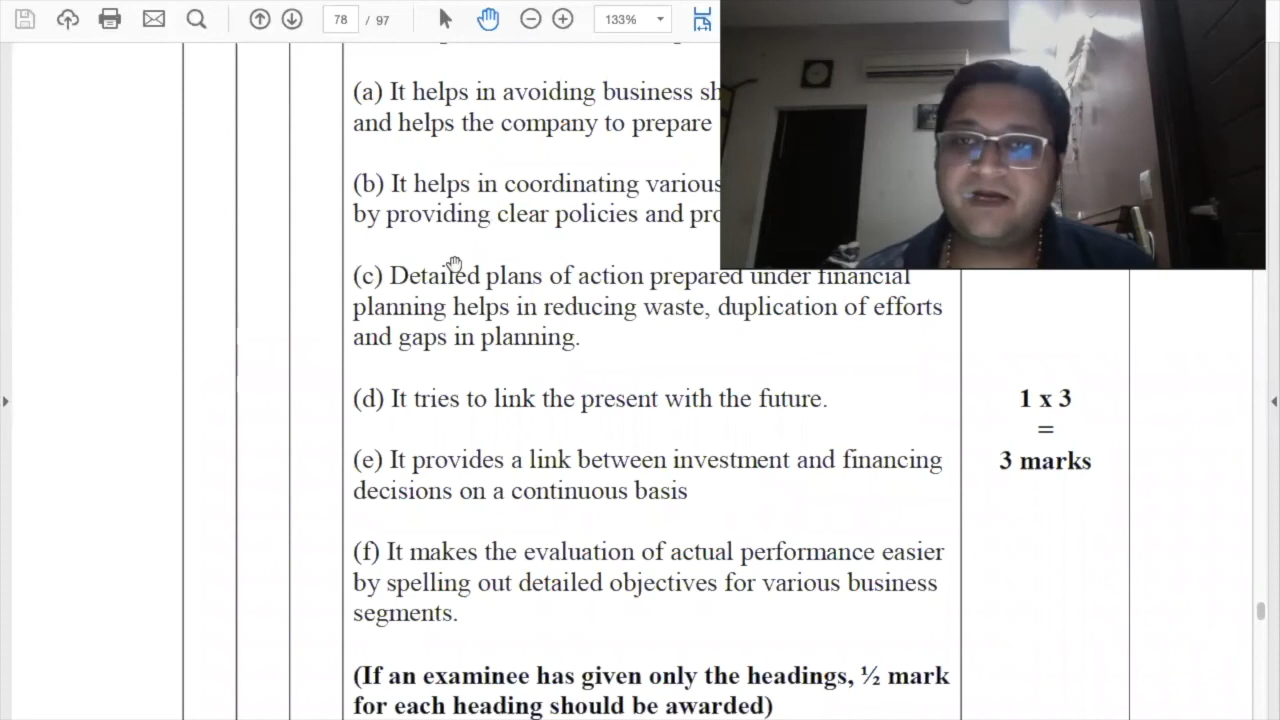 78 / 97
133%
(a) It helps in avoiding business
and helps the company to prepare
(b) It helps in coordinating various
by providing clear policies and
(c) Detailed plans of action prepared under financial
planning helps in reducing waste, duplication of efforts
and gaps in planning.
(d) It tries to link the present with the future.
1 x 3
=
(e) It provides a link between investment and financing
3 marks
decisions on a continuous basis
(f) It makes the evaluation of actual performance easier
by spelling out detailed objectives for various business
segments.
(If an examinee has given only the headings, ½ mark
for each heading should be awarded)